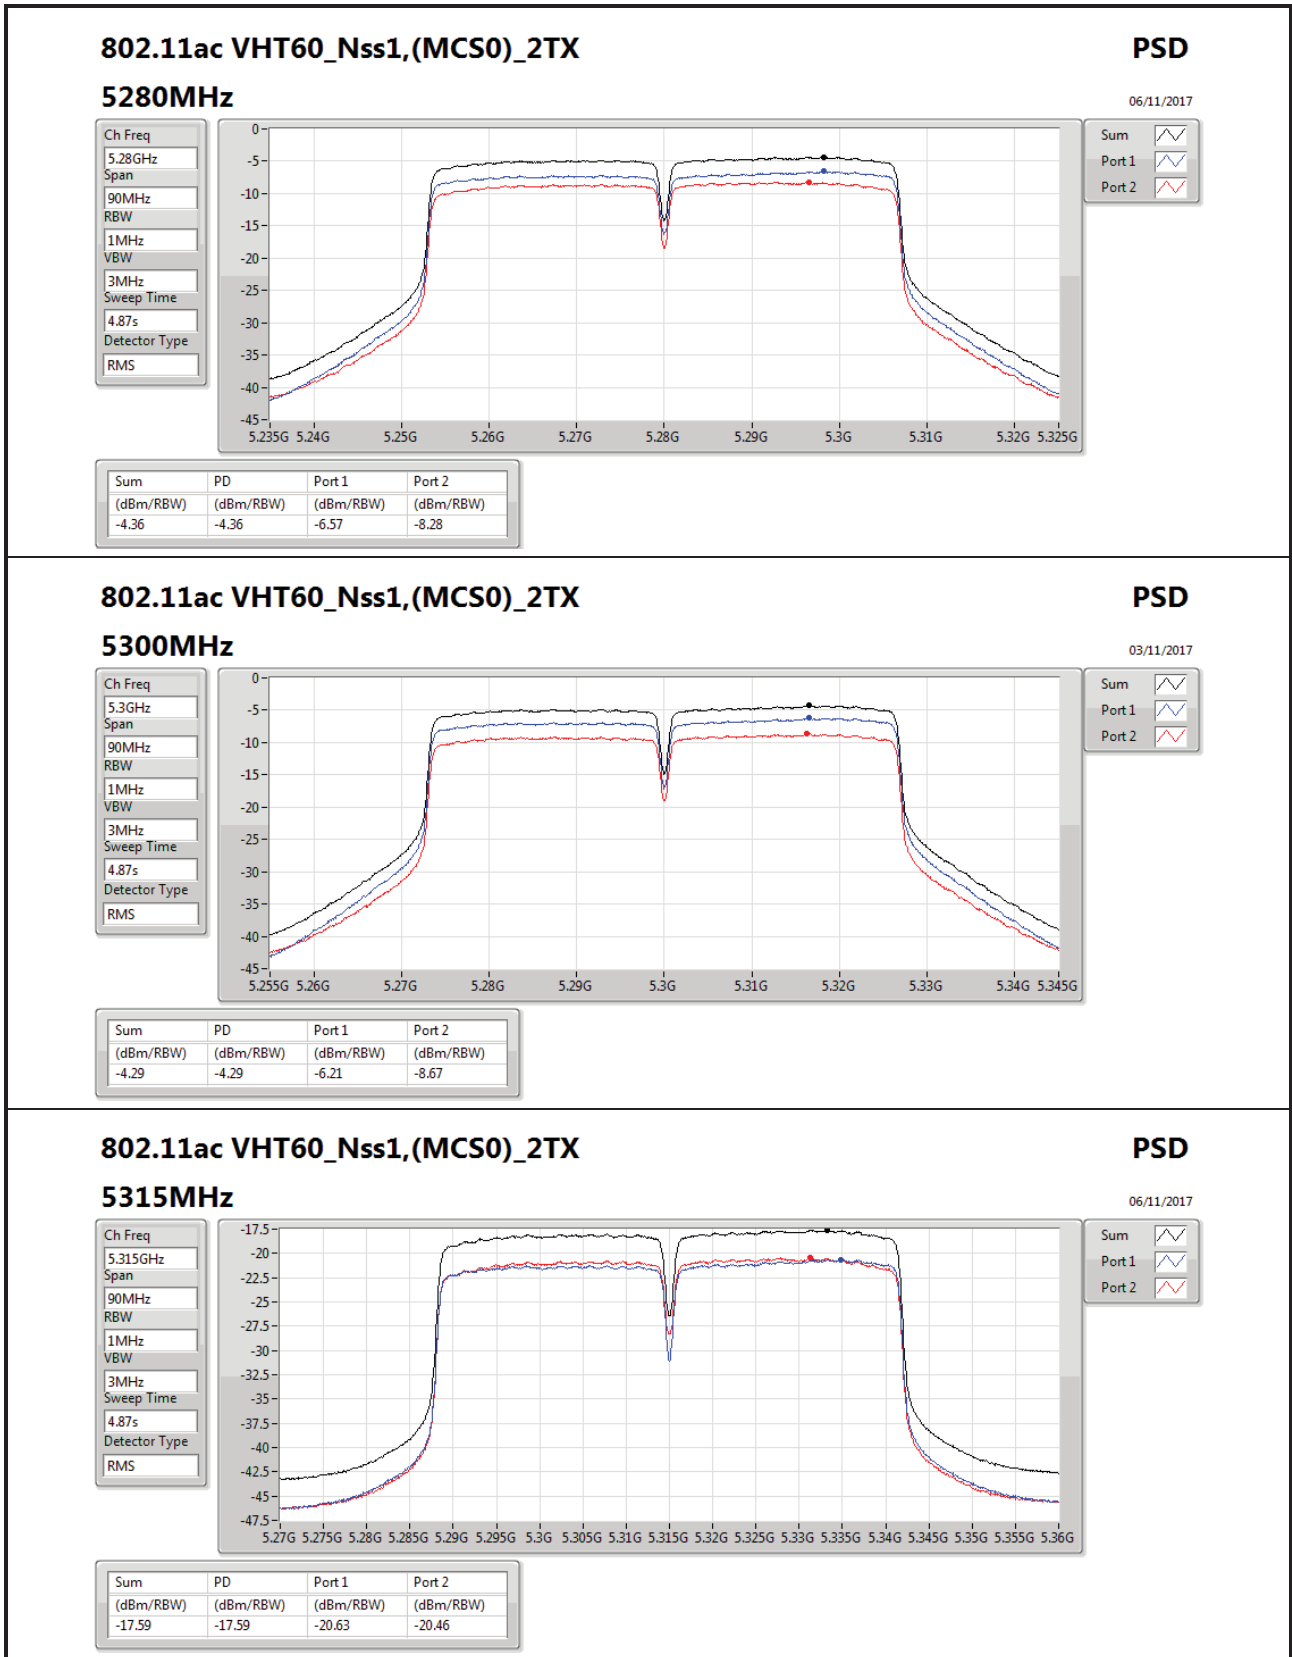 802.11ac VHT60_Nss1,(MCS0)_2TX PSD
5280MHz 06/11/2017
Ch Freq
5.28GHz
Span
90MHz
RBW
1MHz
VBW
3MHz
Sweep Time
4.87s
Detector Type
RMS
0
-5
-10
-15
-20
-25
-30
-35
-40
-45
5.235G 5.24G 5.25G 5.26G 5.27G 5.28G 5.29G 5.3G 5.31G 5.32G 5.325G
Sum
Port 1
Port 2
Sum PD Port 1 Port 2
(dBm/RBW) (dBm/RBW) (dBm/RBW) (dBm/RBW)
-4.36 -4.36 -6.57 -8.28
802.11ac VHT60_Nss1,(MCS0)_2TX PSD
5300MHz 03/11/2017
Ch Freq
5.3GHz
Span
90MHz
RBW
1MHz
VBW
3MHz
Sweep Time
4.87s
Detector Type
RMS
0
-5
-10
-15
-20
-25
-30
-35
-40
-45
5.255G 5.26G 5.27G 5.28G 5.29G 5.3G 5.31G 5.32G 5.33G 5.34G 5.345G
Sum
Port 1
Port 2
Sum PD Port 1 Port 2
(dBm/RBW) (dBm/RBW) (dBm/RBW) (dBm/RBW)
-4.29 -4.29 -6.21 -8.67
802.11ac VHT60_Nss1,(MCS0)_2TX PSD
5315MHz 06/11/2017
Ch Freq
5.315GHz
Span
90MHz
RBW
1MHz
VBW
3MHz
Sweep Time
4.87s
Detector Type
RMS
-17.5
-20
-22.5
-25
-27.5
-30
-32.5
-35
-37.5
-40
-42.5
-45
-47.5
5.27G 5.275G 5.28G 5.285G 5.29G 5.295G 5.3G 5.305G 5.31G 5.315G 5.32G 5.325G 5.33G 5.335G 5.34G 5.345G 5.35G 5.355G 5.36G
Sum
Port 1
Port 2
Sum PD Port 1 Port 2
(dBm/RBW) (dBm/RBW) (dBm/RBW) (dBm/RBW)
-17.59 -17.59 -20.63 -20.46